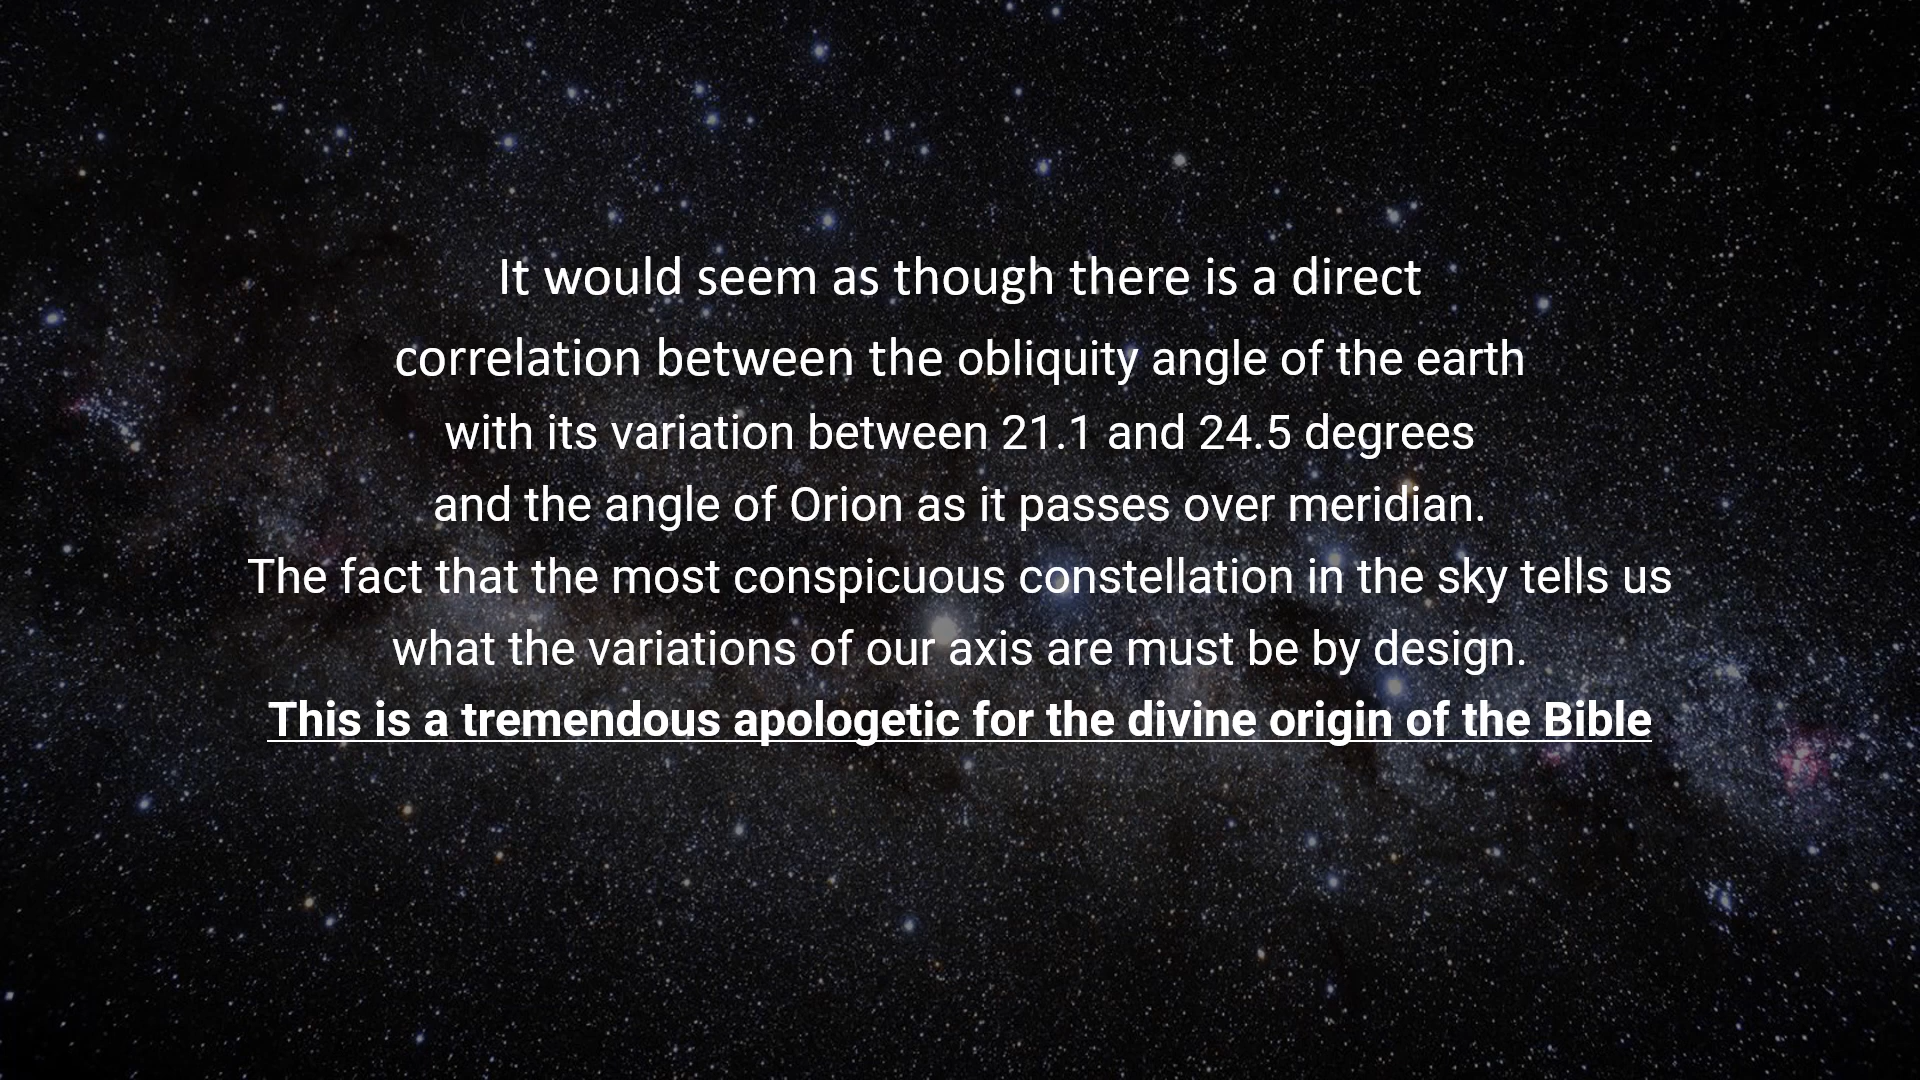 It would seem as though there is a direct
correlation between the obliquity angle of the earth
with its variation between 21.1 and 24.5 degrees
and the angle of Orion as it passes over meridian.
The fact that the most conspicuous constellation in the sky tells us
what the variations of our axis are must be by design.
This is a tremendous apologetic for the divine origin of the Bible